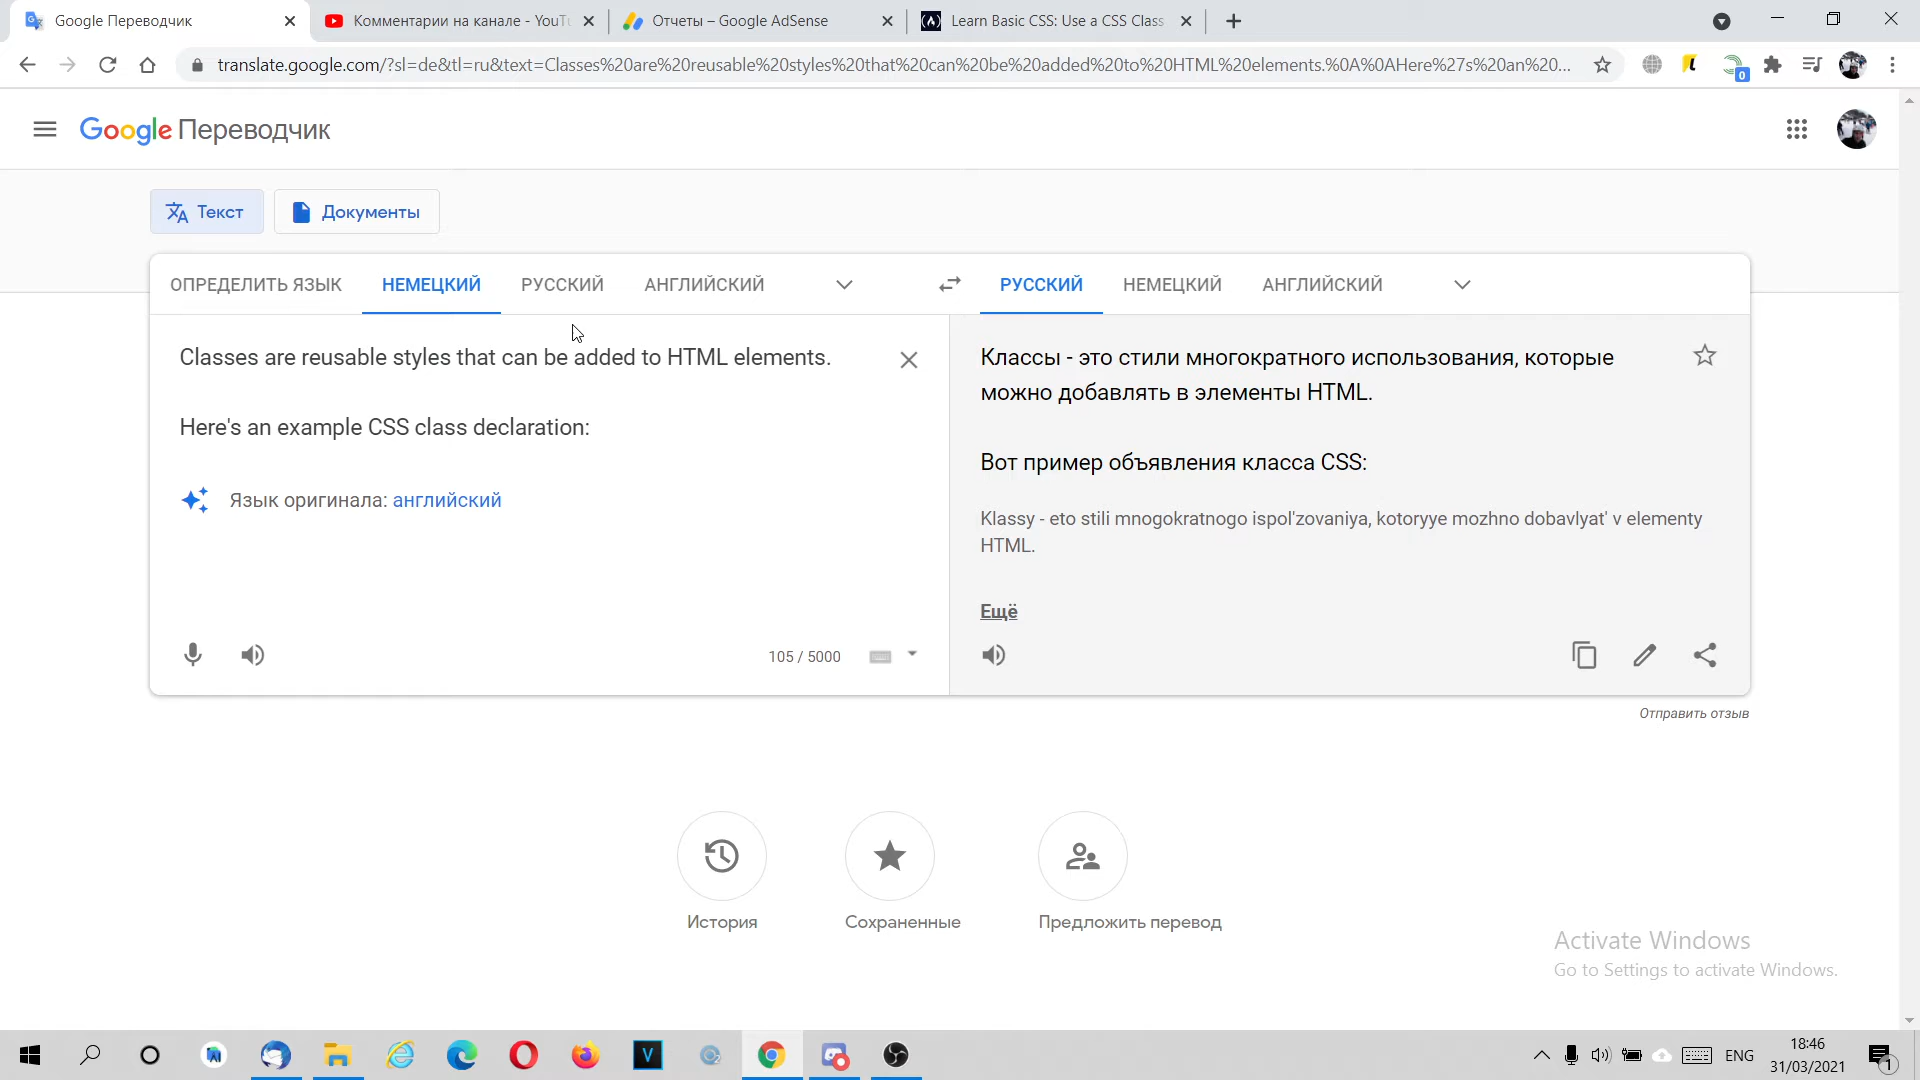 Google Переводчик
Комментарии на канале - YouTu
Отчеты – Google AdSense
Learn Basic CSS: Use a CSS Class
translate.google.com/?sl=de&tl=ru&text=Classes%20are%20reusable%20styles%20that%20can%20be%20added%20to%20HTML%20elements.%0A%0AHere%27s%20an%20...
0
Google Переводчик
Текст
Документы
ОПРЕДЕЛИТЬ ЯЗЫК
НЕМЕЦКИЙ
РУССКИЙ
АНГЛИЙСКИЙ
РУССКИЙ
НЕМЕЦКИЙ
АНГЛИЙСКИЙ
Classes are reusable styles that can be added to HTML elements.
Here's an example CSS class declaration:
Язык оригинала: английский
105 / 5000
Классы - это стили многократного использования, которые
можно добавлять в элементы HTML.
Вот пример объявления класса CSS:
Klassy - eto stili mnogokratnogo ispol'zovaniya, kotoryye mozhno dobavlyat' v elementy
HTML.
Ещё
Отправить отзыв
История
Сохраненные
Предложить перевод
Activate Windows
Go to Settings to activate Windows.
ENG
18:46
31/03/2021
1